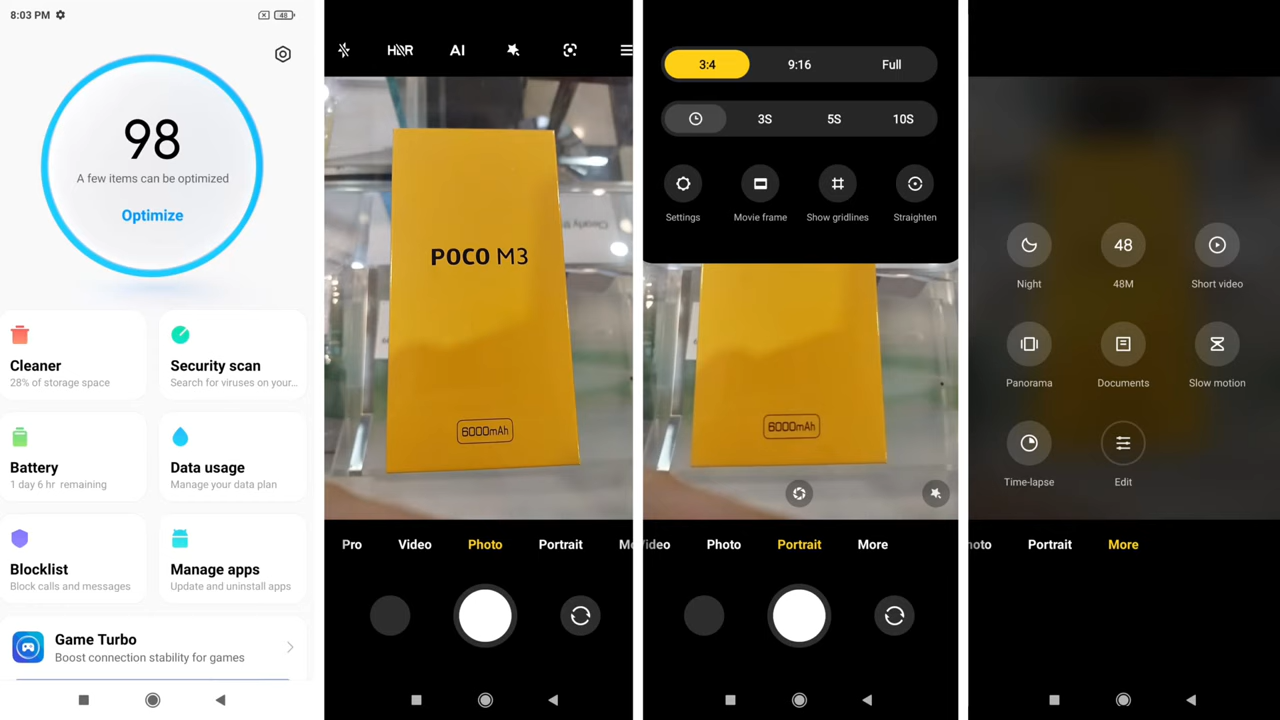 8:03 PM
48
98
A few items can be optimized
Optimize
Cleaner
28% of storage space
Security scan
Search for viruses on your...
Battery
1 day 6 hr remaining
Data usage
Manage your data plan
Blocklist
Block calls and messages
Manage apps
Update and uninstall apps
Game Turbo
Boost connection stability for games
HDR
AI
POCO M3
6000mAh
Pro Video Photo Portrait Mo
3:4 9:16 Full
3S 5S 10S
Settings Movie frame Show gridlines Straighten
6000mAh
Video Photo Portrait More
Night
48
48M
Short video
Panorama Documents Slow motion
Time-lapse Edit
hoto Portrait More